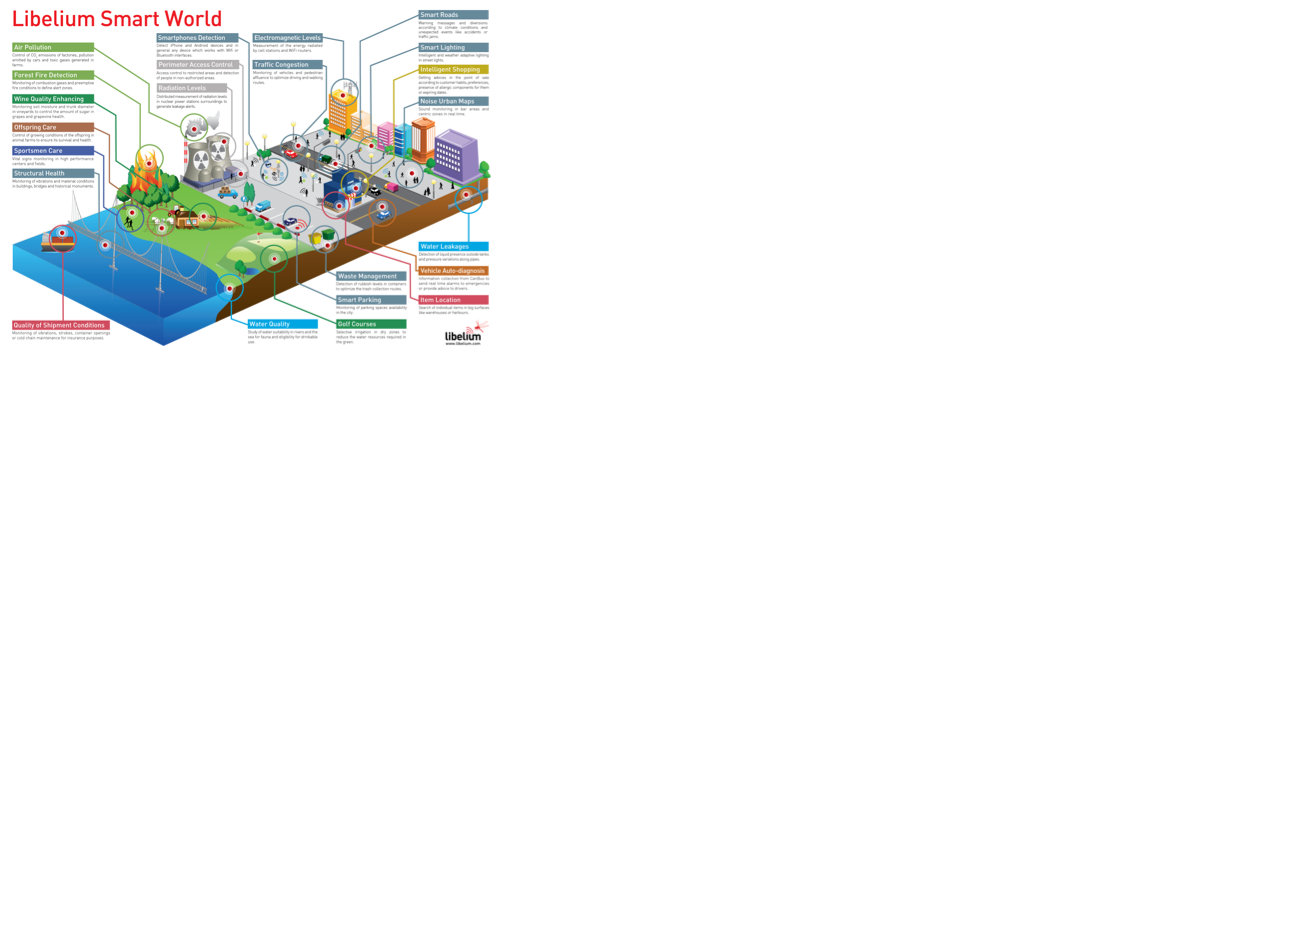 Libelium Smart World
Air Pollution
Control of CO2 emissions of factories, pollution
emitted by cars and toxic gases generated in
farms.
Forest Fire Detection
Monitoring of combustion gases and preemptive
fire conditions to define alert zones.
Wine Quality Enhancing
Monitoring soil moisture and trunk diameter
in vineyards to control the amount of sugar in
grapes and grapevine health.
Offspring Care
Control of growing conditions of the offspring in
animal farms to ensure its survival and health.
Sportsmen Care
Vital signs monitoring in high performance
centers and fields.
Structural Health
Monitoring of vibrations and material conditions
in buildings, bridges and historical monuments.
Quality of Shipment Conditions
Monitoring of vibrations, strokes, container openings
or cold chain maintenance for insurance purposes.
Smartphones Detection
Detect iPhone and Android devices and in
general any device which works with Wifi or
Bluetooth interfaces.
Perimeter Access Control
Access control to restricted areas and detection
of people in non-authorized areas.
Radiation Levels
Distributed measurement of radiation levels
in nuclear power stations surroundings to
generate leakage alerts.
Electromagnetic Levels
Measurement of the energy radiated
by cell stations and WiFi routers.
Traffic Congestion
Monitoring of vehicles and pedestrian
affluence to optimize driving and walking
routes.
Smart Roads
Warning messages and diversions
according to climate conditions and
unexpected events like accidents or
traffic jams.
Smart Lighting
Intelligent and weather adaptive lighting
in street lights.
Intelligent Shopping
Getting advices in the point of sale
according to customer habits, preferences,
presence of allergic components for them
or expiring dates.
Noise Urban Maps
Sound monitoring in bar areas and
centric zones in real time.
Water Leakages
Detection of liquid presence outside tanks
and pressure variations along pipes.
Vehicle Auto-diagnosis
Information collection from CanBus to
send real time alarms to emergencies
or provide advice to drivers.
Item Location
Search of individual items in big surfaces
like warehouses or harbours.
Waste Management
Detection of rubbish levels in containers
to optimize the trash collection routes.
Smart Parking
Monitoring of parking spaces availability
in the city.
Golf Courses
Selective irrigation in dry zones to
reduce the water resources required in
the green.
Water Quality
Study of water suitability in rivers and the
sea for fauna and eligibility for drinkable
use.
libelium
www.libelium.com